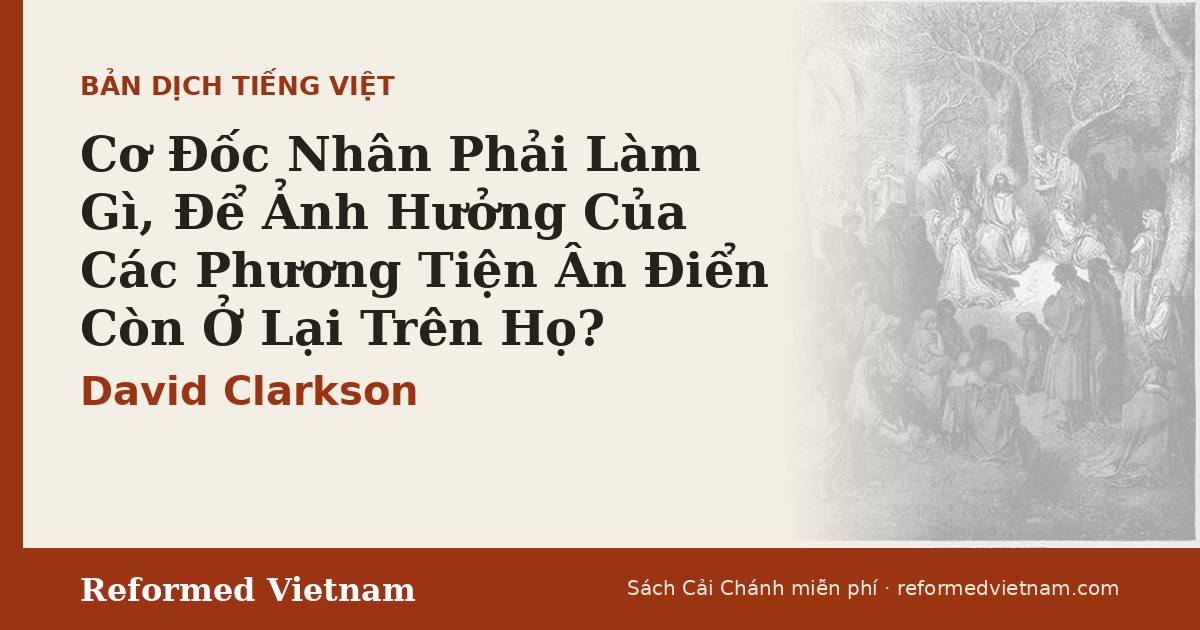 BẢN DỊCH TIẾNG VIỆT
Cơ Đốc Nhân Phải Làm
Gì, Để Ảnh Hưởng Của
Các Phương Tiện Ân Điển
Còn Ở Lại Trên Họ?
David Clarkson
Reformed Vietnam
Sách Cải Chánh miễn phí · reformedvietnam.com